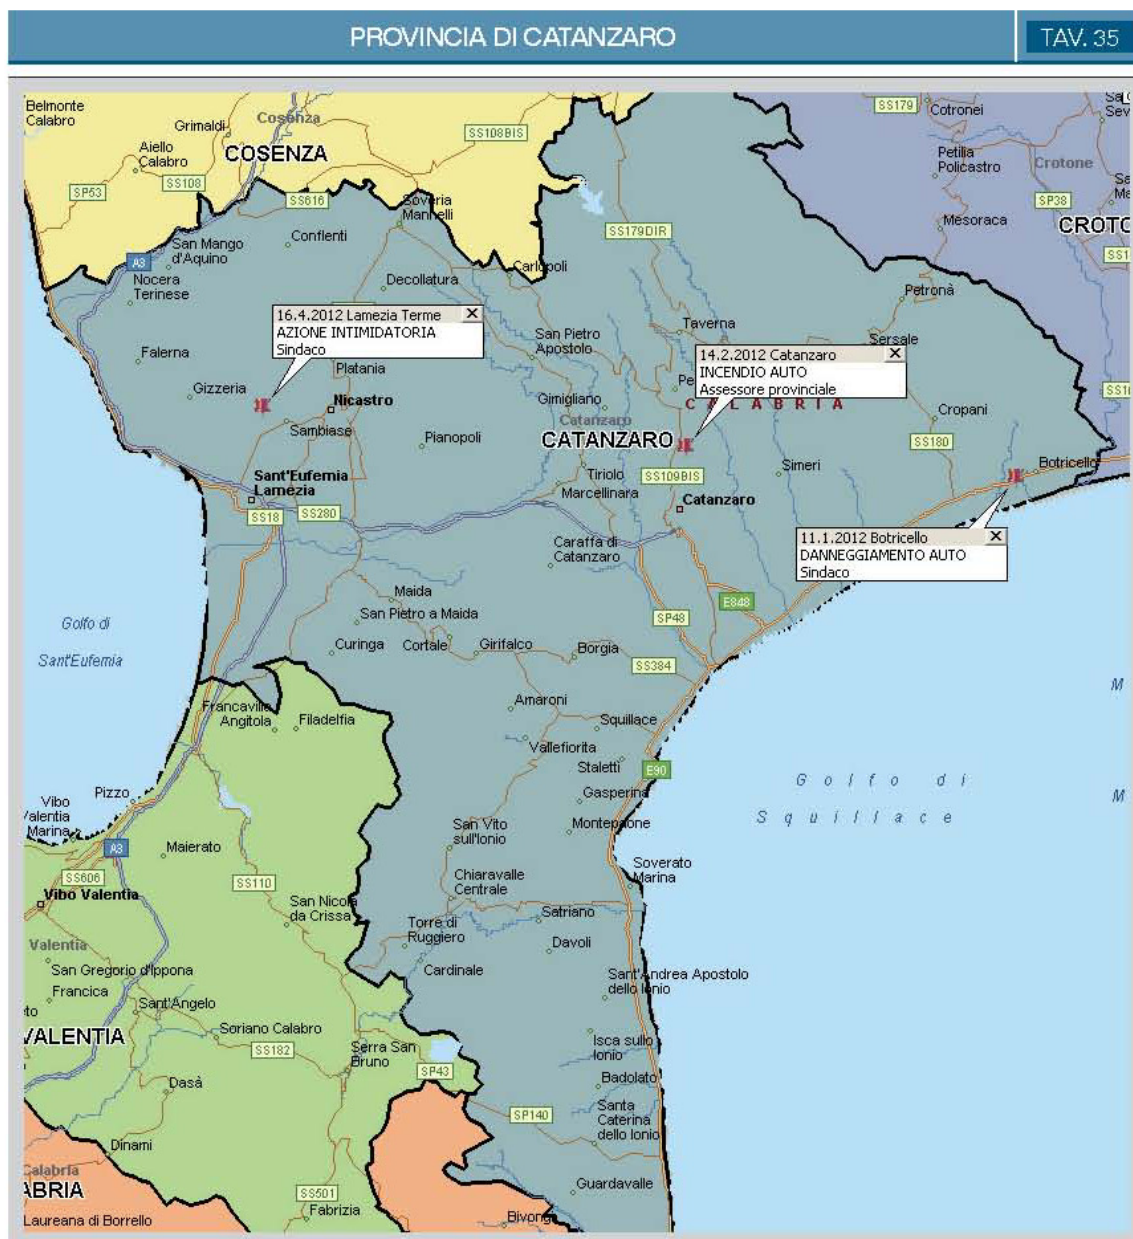 PROVINCIA DI CATANZARO
TAV. 35
Belmonte
Calabro
Grimaldi
Cosenza
COSENZA
Aiello
Calabro
SP53
SS108
SS108BIS
SS616
SS179
Cotronei
Petilia
Policastro
Crotone
SP38
Mesoraca
CROTO
Soveria
Mannelli
SS179DIR
San Mango
d'Aquino
Conflenti
A3
Nocera
Terinese
Decollatura
Carlopoli
Petronà
16.4.2012 Lamezia Terme
AZIONE INTIMIDATORIA
Sindaco
Taverna
Sersale
San Pietro
Apostolo
14.2.2012 Catanzaro
INCENDIO AUTO
Assessore provinciale
Falerna
Platania
Gizzeria
Nicastro
Gimigliano
CALABRIA
Cropani
Sambiase
Catanzaro
CATANZARO
Pianopoli
SS180
Botricello
Tiriolo
SS109BIS
Simeri
Sant'Eufemia
Lamezia
Marcellinara
Catanzaro
SS18
SS280
11.1.2012 Botricello
DANNEGGIAMENTO AUTO
Sindaco
Caraffa di
Catanzaro
Maida
E848
San Pietro a Maida
SP48
Golfo di
Sant'Eufemia
Curinga
Cortale
Girifalco
Borgia
SS384
Amaroni
M
Francavilla
Angitola
Filadelfia
Squillace
Vallefiorita
Staletti
E90
Golfo di
Squillace
M
Gasperina
Pizzo
Vibo
Valentia
Marina
Montepaone
San Vito
sull'Ionio
A3
Maierato
Soverato
Marina
SS606
SS110
Chiaravalle
Centrale
Vibo Valentia
San Nicola
da Crissa
Satriano
Torre di
Ruggiero
Valentia
Davoli
San Gregorio d'Ippona
Cardinale
Sant'Andrea Apostolo
dello Ionio
Francica
Sant'Angelo
VALENTIA
Soriano Calabro
SS182
Serra San
Bruno
Isca sullo
Ionio
SP43
Dasà
Badolato
SP140
Santa
Caterina
dello Ionio
Dinami
Calabria
ABRIA
Guardavalle
SS501
Laureana di Borrello
Fabrizia
Bivong